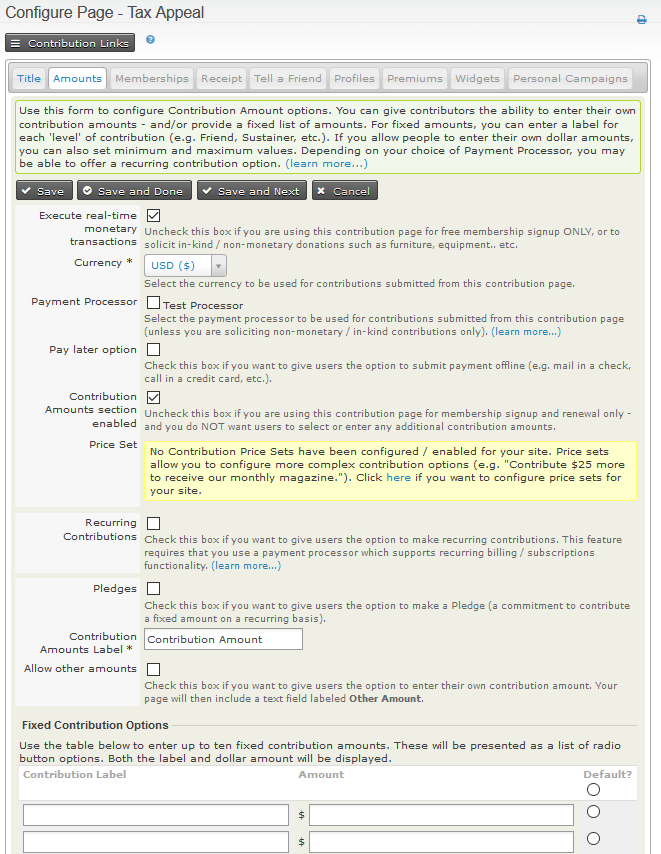 Configure Page - Tax Appeal
Contribution Links
?
Title Amounts Memberships Receipt Tell a Friend Profiles Premiums Widgets Personal Campaigns
Use this form to configure Contribution Amount options. You can give contributors the ability to enter their own
contribution amounts - and/or provide a fixed list of amounts. For fixed amounts, you can enter a label for
each 'level' of contribution (e.g. Friend, Sustainer, etc.). If you allow people to enter their own dollar amounts,
you can also set minimum and maximum values. Depending on your choice of Payment Processor, you may
be able to offer a recurring contribution option. (learn more...)
Save Save and Done Save and Next Cancel
Execute real-time
monetary
transactions
Uncheck this box if you are using this contribution page for free membership signup ONLY, or to
solicit in-kind / non-monetary donations such as furniture, equipment.. etc.
Currency *
USD ($)
Select the currency to be used for contributions submitted from this contribution page.
Payment Processor
Test Processor
Select the payment processor to be used for contributions submitted from this contribution page
(unless you are soliciting non-monetary / in-kind contributions only). (learn more...)
Pay later option
Check this box if you want to give users the option to submit payment offline (e.g. mail in a check,
call in a credit card, etc.).
Contribution
Amounts section
enabled
Uncheck this box if you are using this contribution page for membership signup and renewal only -
and you do NOT want users to select or enter any additional contribution amounts.
Price Set
No Contribution Price Sets have been configured / enabled for your site. Price sets
allow you to configure more complex contribution options (e.g. "Contribute $25 more
to receive our monthly magazine."). Click here if you want to configure price sets for
your site.
Recurring
Contributions
Check this box if you want to give users the option to make recurring contributions. This feature
requires that you use a payment processor which supports recurring billing / subscriptions
functionality. (learn more...)
Pledges
Check this box if you want to give users the option to make a Pledge (a commitment to contribute
a fixed amount on a recurring basis).
Contribution
Amounts Label *
Contribution Amount
Allow other amounts
Check this box if you want to give users the option to enter their own contribution amount. Your
page will then include a text field labeled Other Amount.
Fixed Contribution Options
Use the table below to enter up to ten fixed contribution amounts. These will be presented as a list of radio
button options. Both the label and dollar amount will be displayed.
Contribution Label Amount Default?
$
$